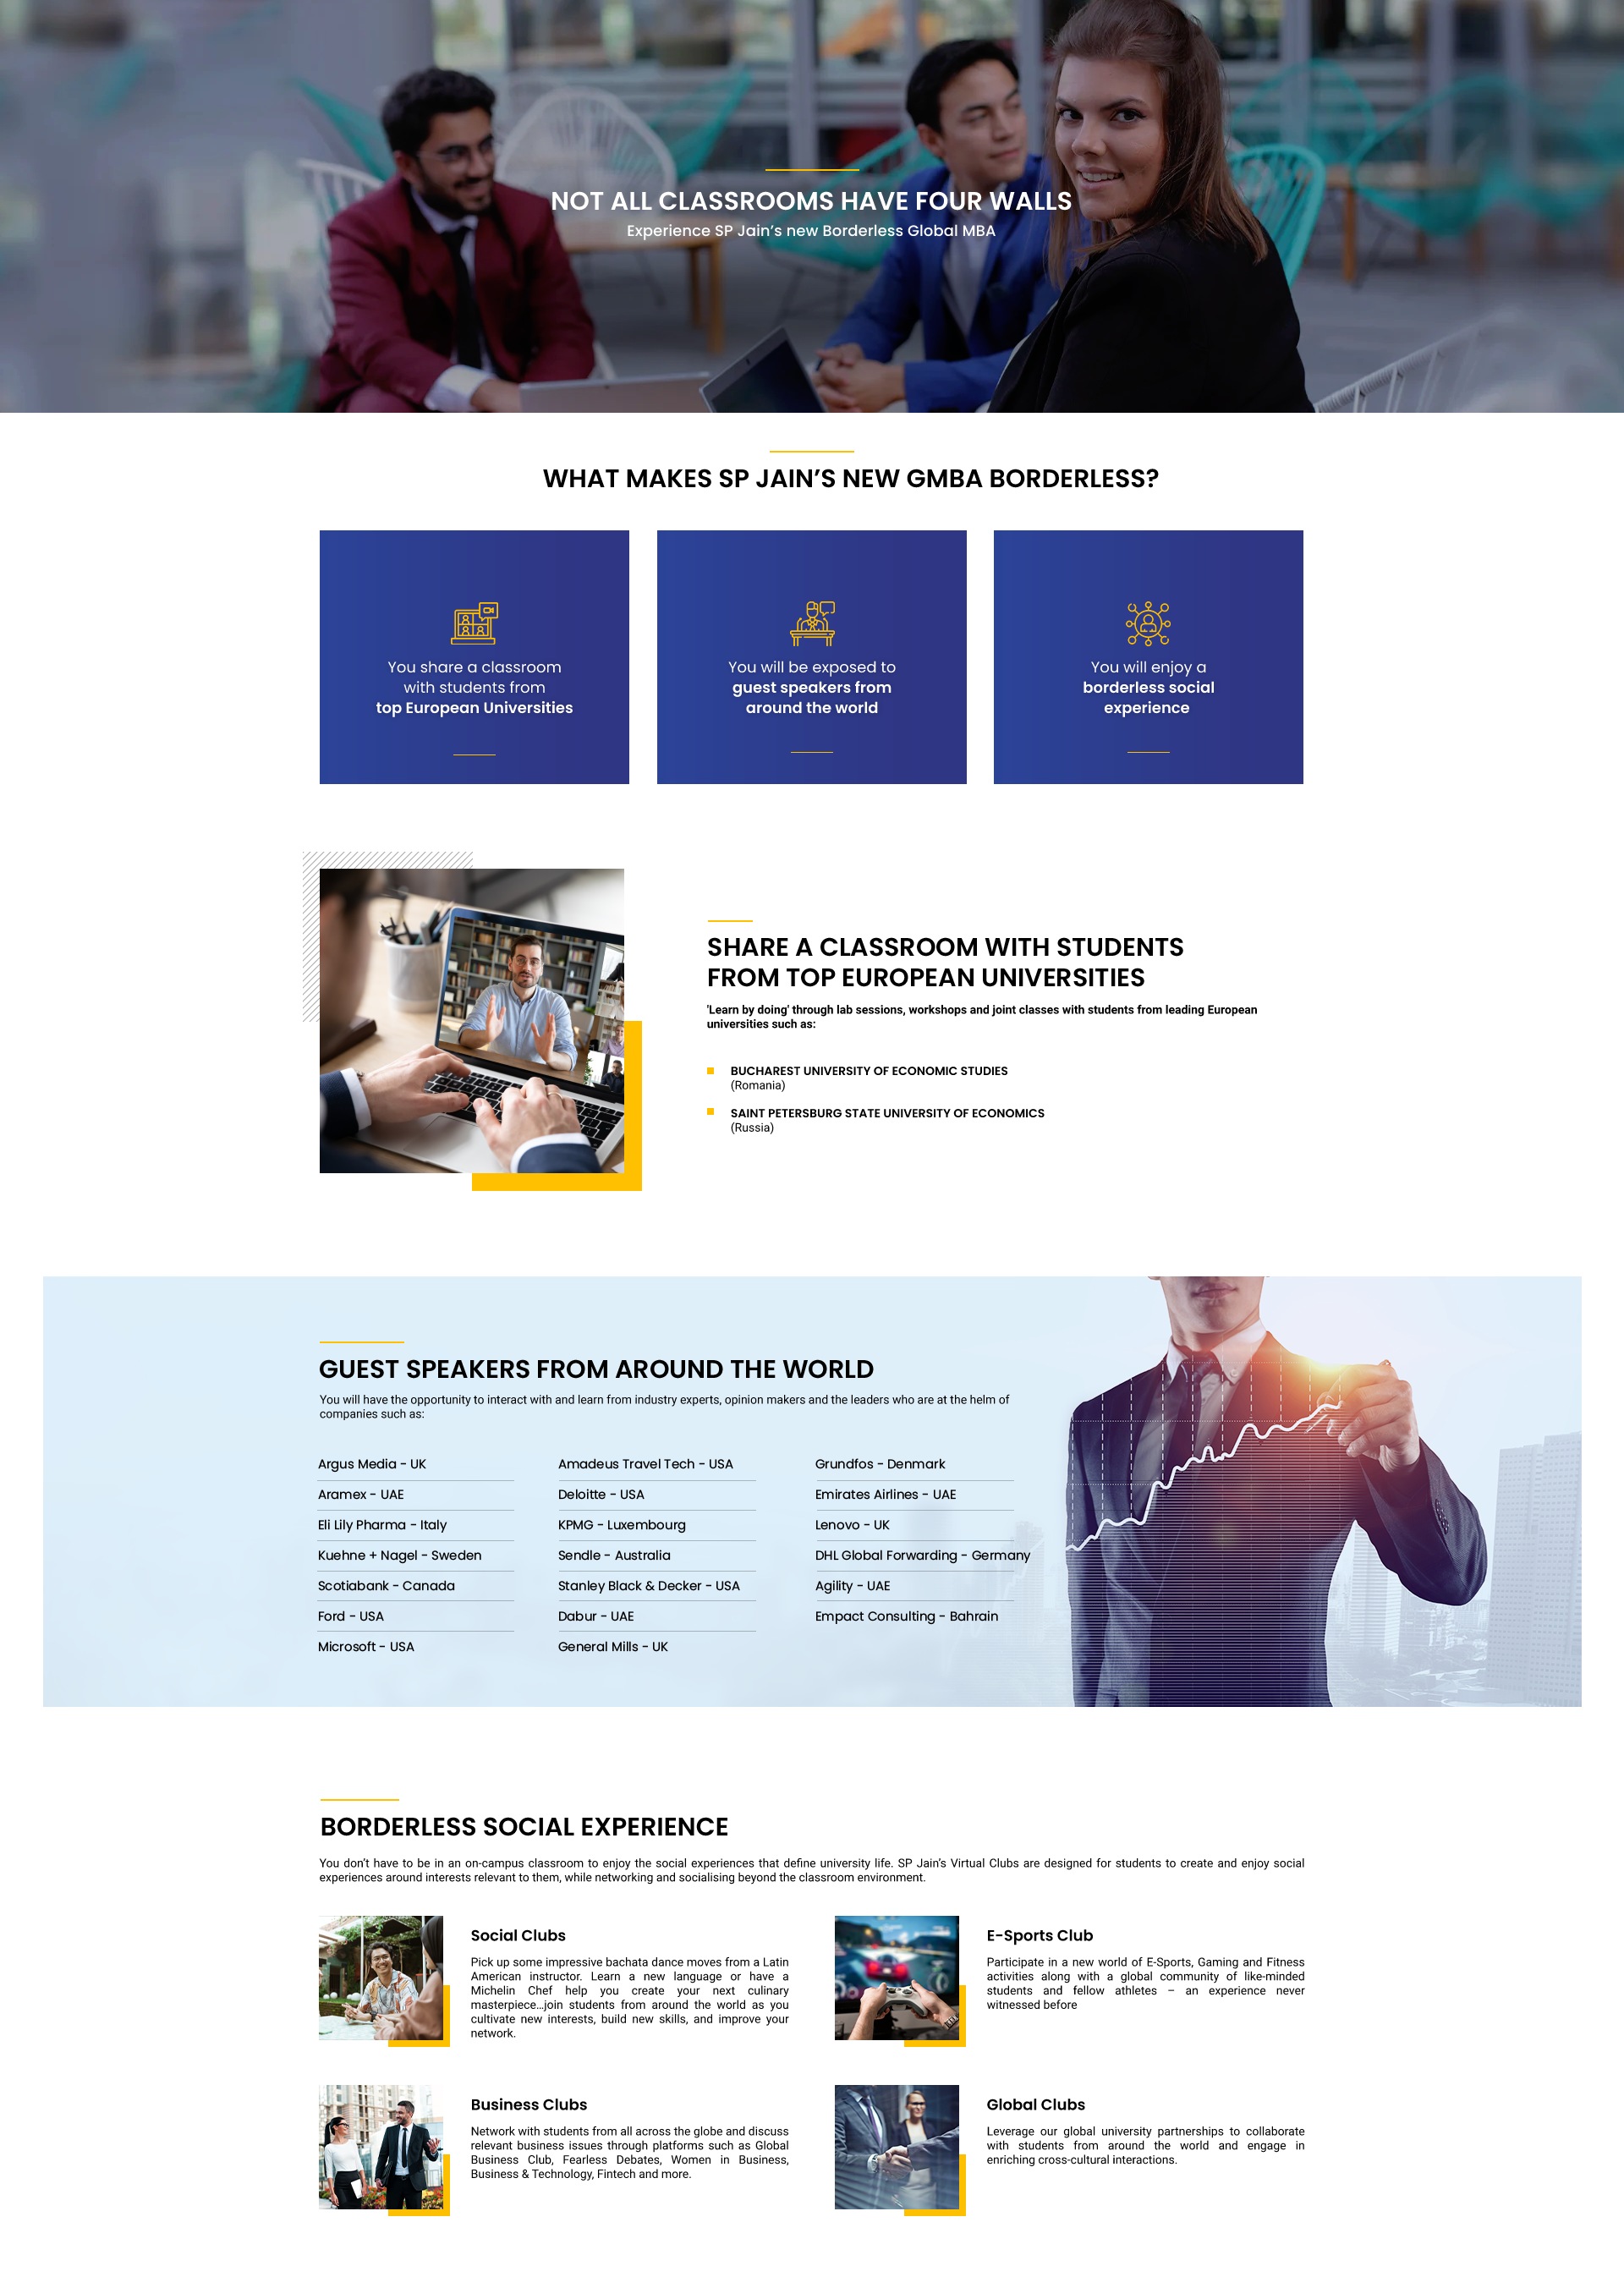 NOT ALL CLASSROOMS HAVE FOUR WALLS
Experience SP Jain's new Borderless Global MBA
WHAT MAKES SP JAIN'S NEW GMBA BORDERLESS?
You share a classroom
with students from
top European Universities
You will be exposed to
guest speakers from
around the world
You will enjoy a
borderless social
experience
SHARE A CLASSROOM WITH STUDENTS
FROM TOP EUROPEAN UNIVERSITIES
'Learn by doing' through lab sessions, workshops and joint classes with students from leading European
universities such as:
BUCHAREST UNIVERSITY OF ECONOMIC STUDIES
(Romania)
SAINT PETERSBURG STATE UNIVERSITY OF ECONOMICS
(Russia)
GUEST SPEAKERS FROM AROUND THE WORLD
You will have the opportunity to interact with and learn from industry experts, opinion makers and the leaders who are at the helm of
companies such as:
Argus Media - UK
Aramex - UAE
Eli Lily Pharma - Italy
Kuehne + Nagel - Sweden
Scotiabank - Canada
Ford - USA
Microsoft - USA
Amadeus Travel Tech - USA
Deloitte - USA
KPMG - Luxembourg
Sendle - Australia
Stanley Black & Decker - USA
Dabur - UAE
General Mills - UK
Grundfos - Denmark
Emirates Airlines - UAE
Lenovo - UK
DHL Global Forwarding - Germany
Agility - UAE
Empact Consulting - Bahrain
BORDERLESS SOCIAL EXPERIENCE
You don't have to be in an on-campus classroom to enjoy the social experiences that define university life. SP Jain's Virtual Clubs are designed for students to create and enjoy social
experiences around interests relevant to them, while networking and socialising beyond the classroom environment.
Social Clubs
Pick up some impressive bachata dance moves from a Latin
American instructor. Learn a new language or have a
Michelin Chef help you create your next culinary
masterpiece...join students from around the world as you
cultivate new interests, build new skills, and improve your
network.
E-Sports Club
Participate in a new world of E-Sports, Gaming and Fitness
activities along with a global community of like-minded
students and fellow athletes – an experience never
witnessed before
Business Clubs
Network with students from all across the globe and discuss
relevant business issues through platforms such as Global
Business Club, Fearless Debates, Women in Business,
Business & Technology, Fintech and more.
Global Clubs
Leverage our global university partnerships to collaborate
with students from around the world and engage in
enriching cross-cultural interactions.